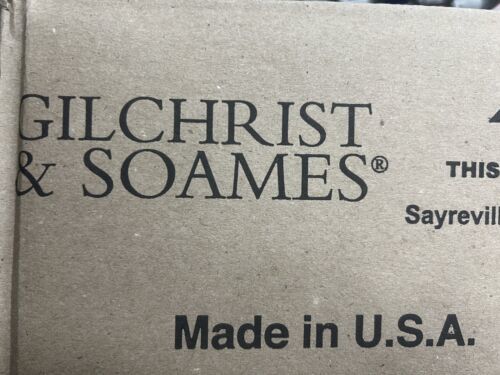 GILCHRIST
& SOAMES®
THIS
Made in U.S.A.